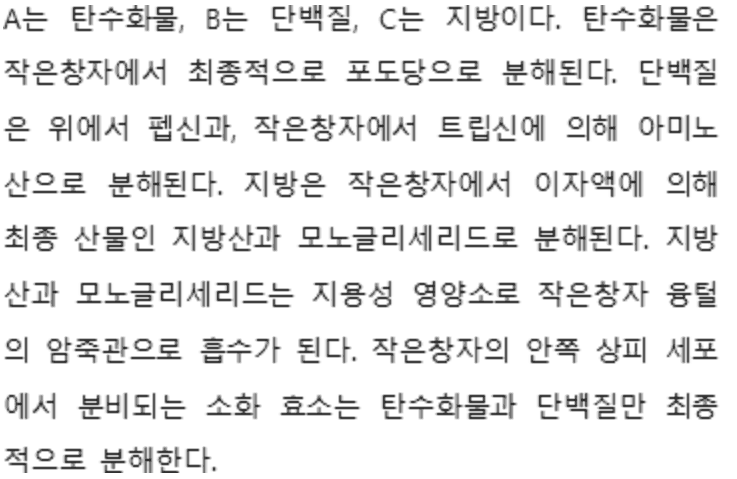 A는 탄수화물, B는 단백질, C는 지방이다. 탄수화물은
작은창자에서 최종적으로 포도당으로 분해된다. 단백질
은 위에서 펩신과, 작은창자에서 트립신에 의해 아미노
산으로 분해된다. 지방은 작은창자에서 이자액에 의해
최종 산물인 지방산과 모노글리세리드로 분해된다. 지방
산과 모노글리세리드는 지용성 영양소로 작은창자 융털
의 암죽관으로 흡수가 된다. 작은창자의 안쪽 상피 세포
에서 분비되는 소화 효소는 탄수화물과 단백질만 최종
적으로 분해한다.